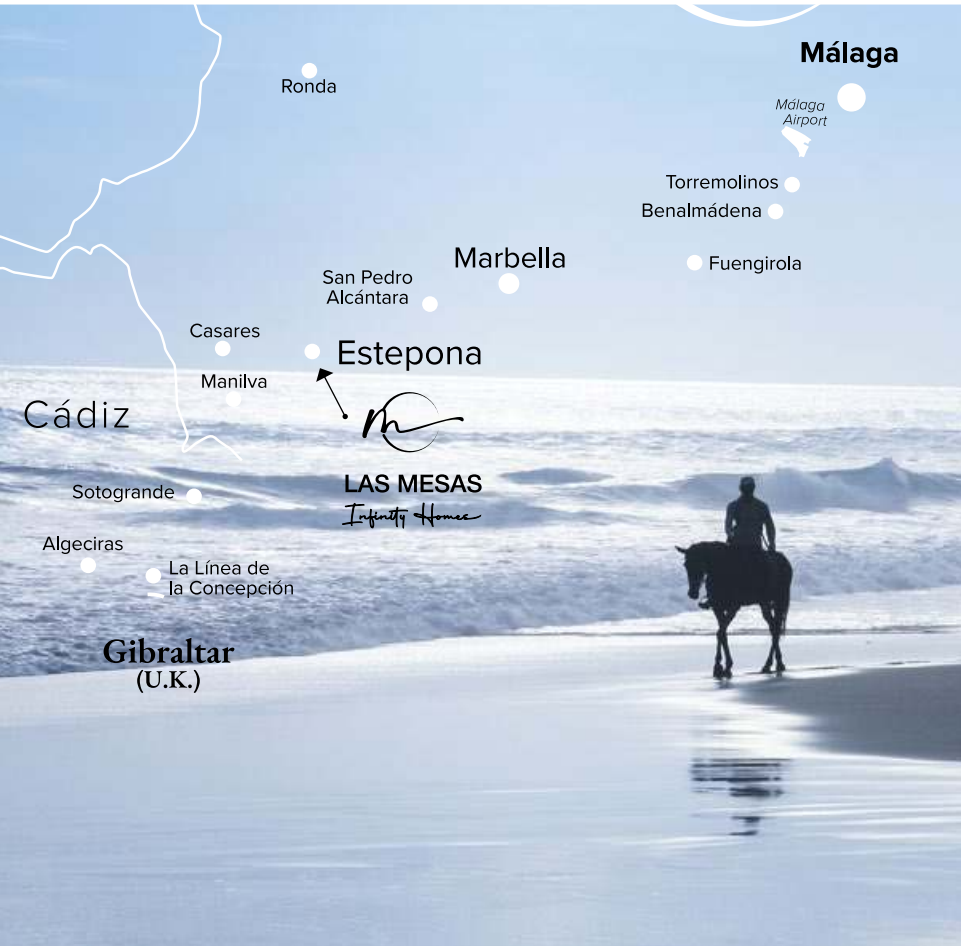 Málaga
Ronda
Málaga
Airport
Torremolinos
Benalmádena
Marbella
Fuengirola
San Pedro
Alcántara
Casares
Estepona
Manilva
Cádiz
m
LAS MESAS
Infinity Homes
Sotogrande
Algeciras
La Línea de
la Concepción
Gibraltar
(U.K.)